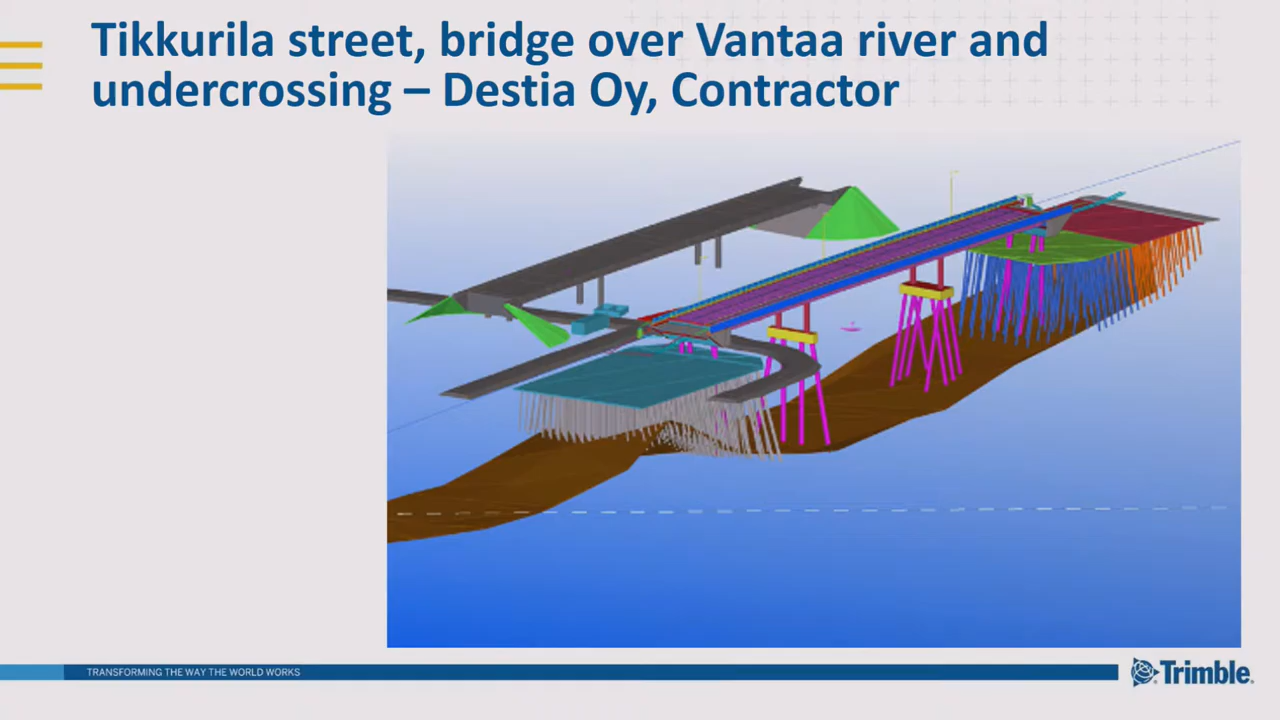 Tikkurila street, bridge over Vantaa river and
undercrossing – Destia Oy, Contractor
TRANSFORMING THE WAY THE WORLD WORKS
Trimble